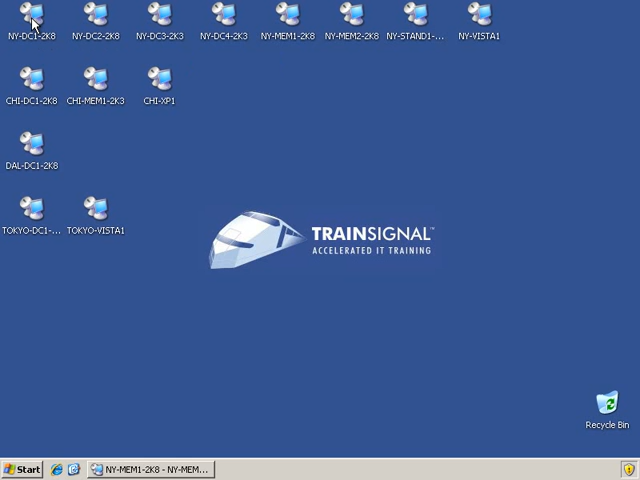 NY-DC1-2K8
NY-DC2-2K8
NY-DC3-2K3
NY-DC4-2K3
NY-MEM1-2K8
NY-MEM2-2K8
NY-STAND1-...
NY-VISTA1
CHI-DC1-2K8
CHI-MEM1-2K3
CHI-XP1
DAL-DC1-2K8
TOKYO-DC1-...
TOKYO-VISTA1
TRAINSIGNAL™
ACCELERATED IT TRAINING
Recycle Bin
Start
NY-MEM1-2K8 - NY-MEM...